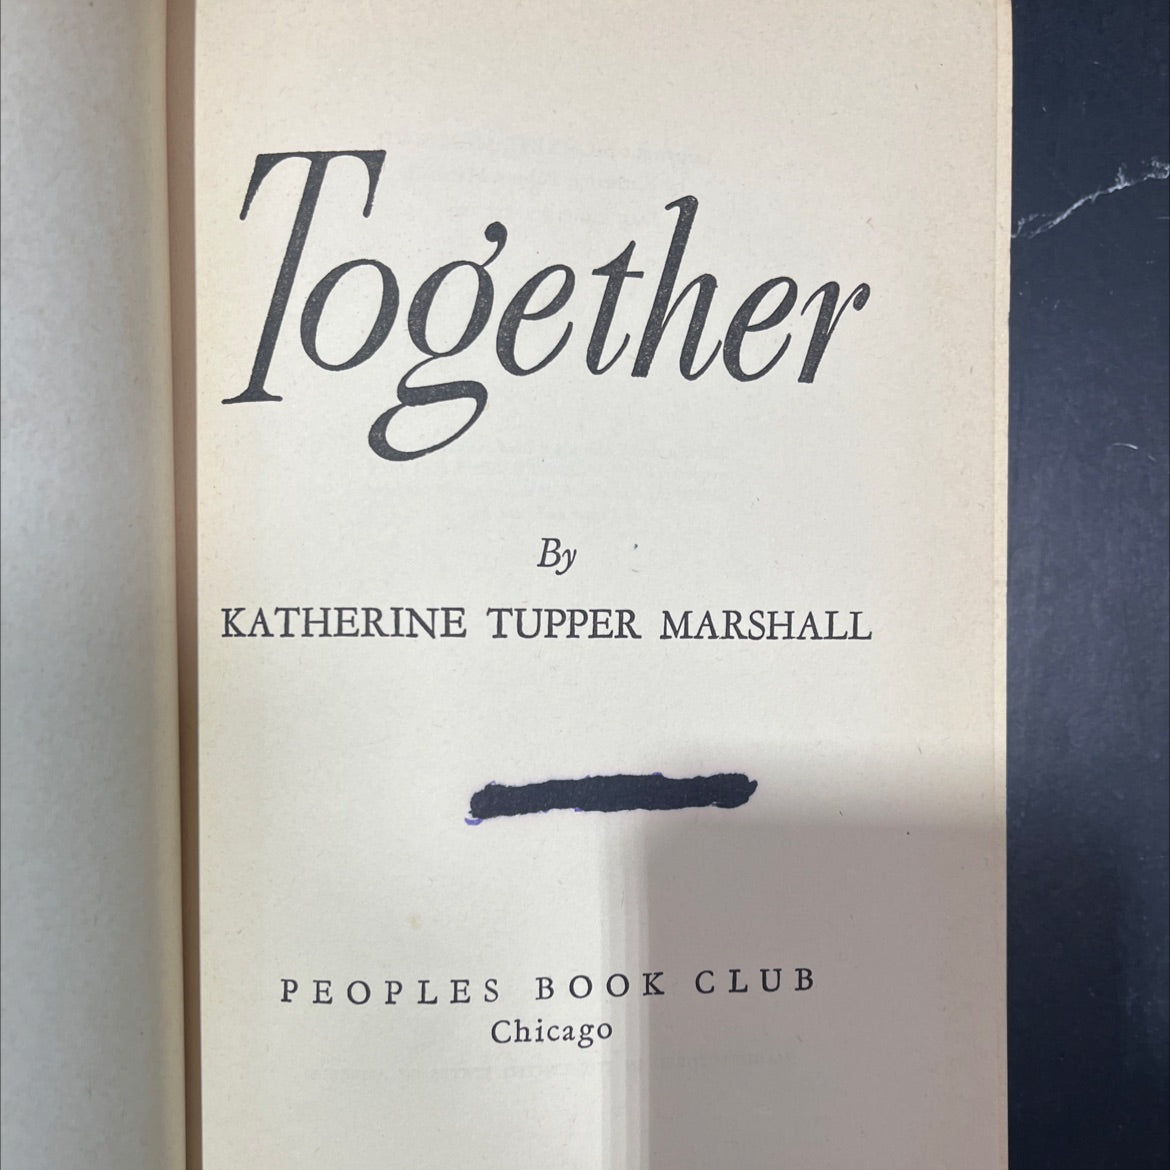 Together
By
KATHERINE TUPPER MARSHALL
PEOPLES BOOK CLUB
Chicago